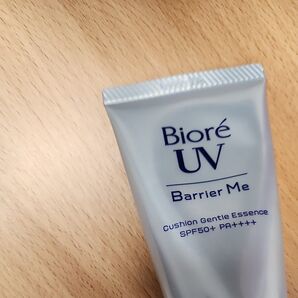 Bioré
UV
Barrier Me
Cushion Gentle Essence
SPF50+ PA++++